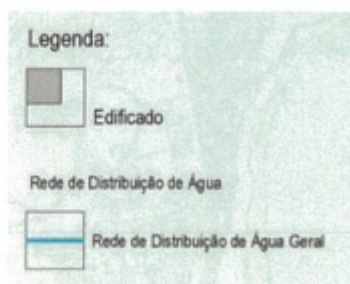 Legenda:
Edificado
Rede de Distribuição de Água
Rede de Distribuição de Água Geral